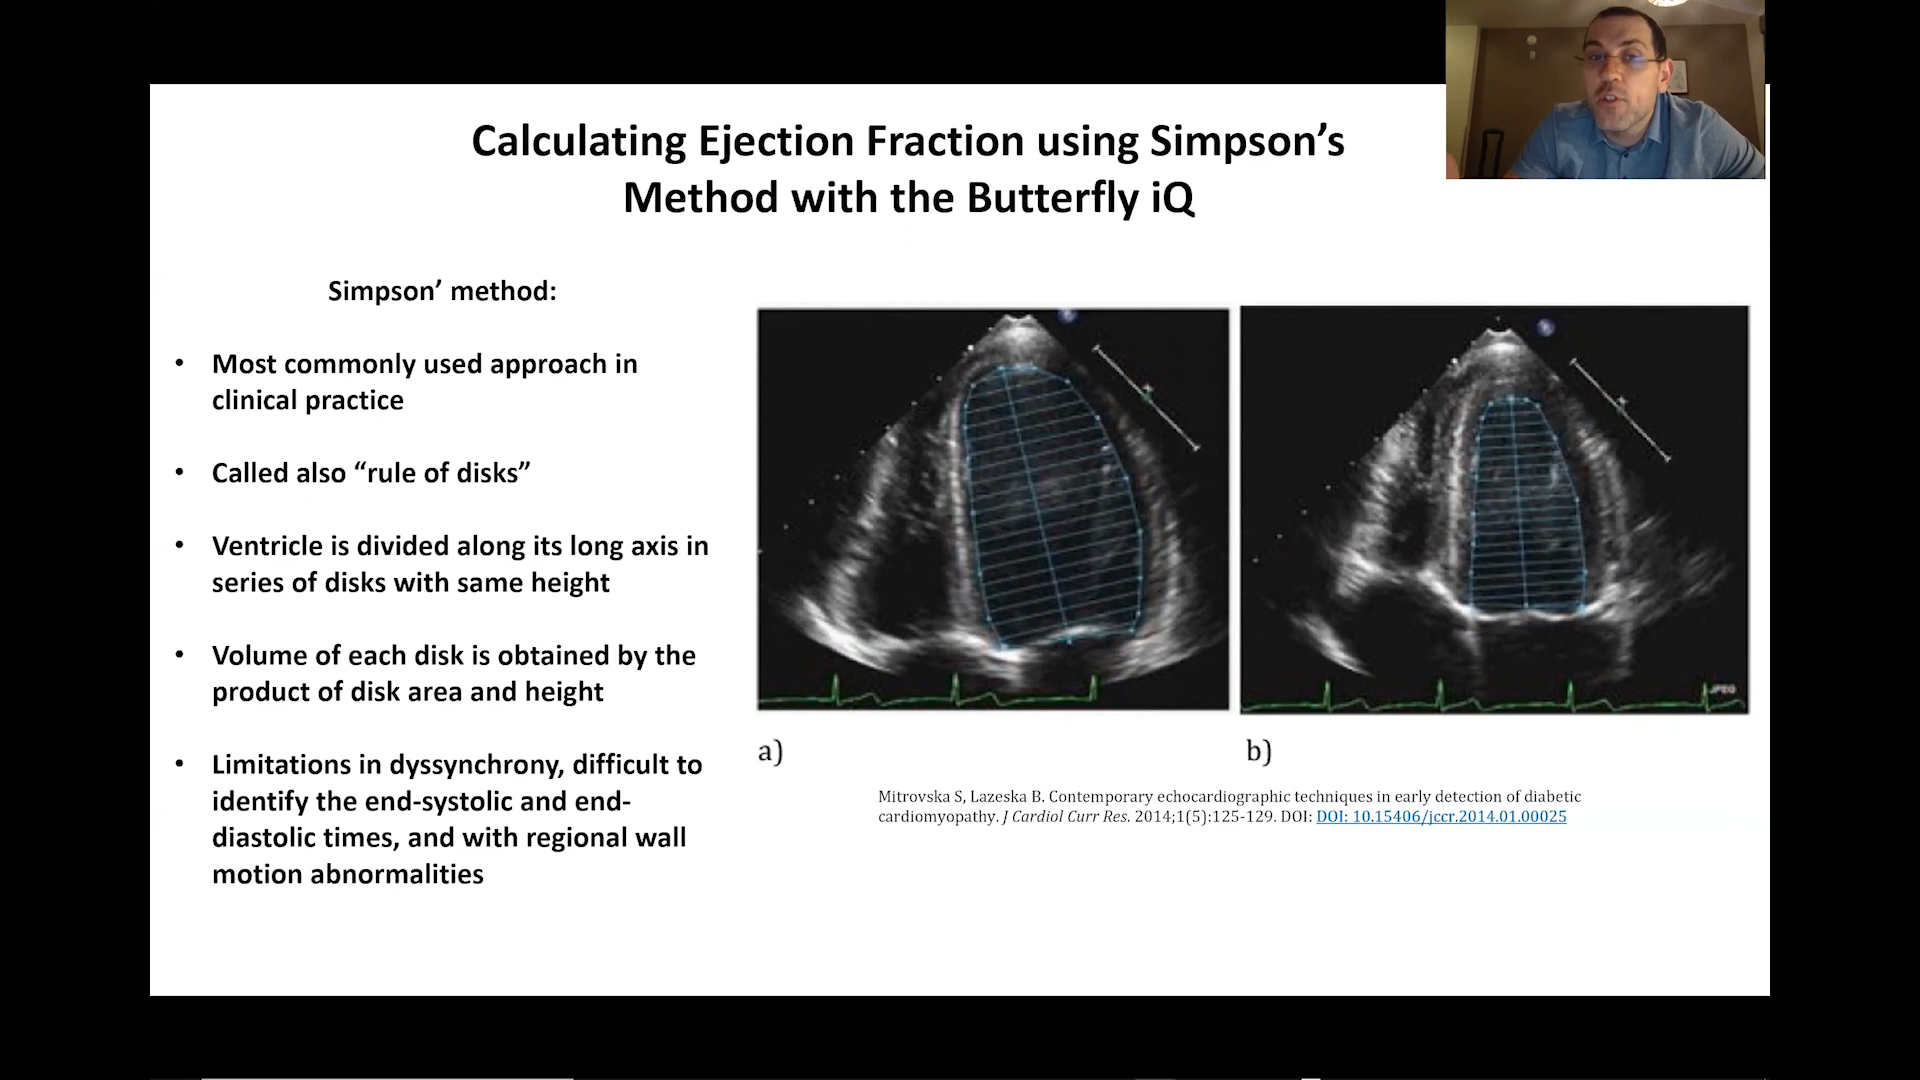 Calculating Ejection Fraction using Simpson’s
Method with the Butterfly iQ
Simpson’ method:
• Most commonly used approach in
clinical practice
• Called also “rule of disks”
• Ventricle is divided along its long axis in
series of disks with same height
• Volume of each disk is obtained by the
product of disk area and height
• Limitations in dyssynchrony, difficult to
identify the end-systolic and end-
diastolic times, and with regional wall
motion abnormalities
JPEG
a)
b)
Mitrovska S, Lazeska B. Contemporary echocardiographic techniques in early detection of diabetic
cardiomyopathy. J Cardiol Curr Res. 2014;1(5):125-129. DOI: DOI: 10.15406/jccr.2014.01.00025